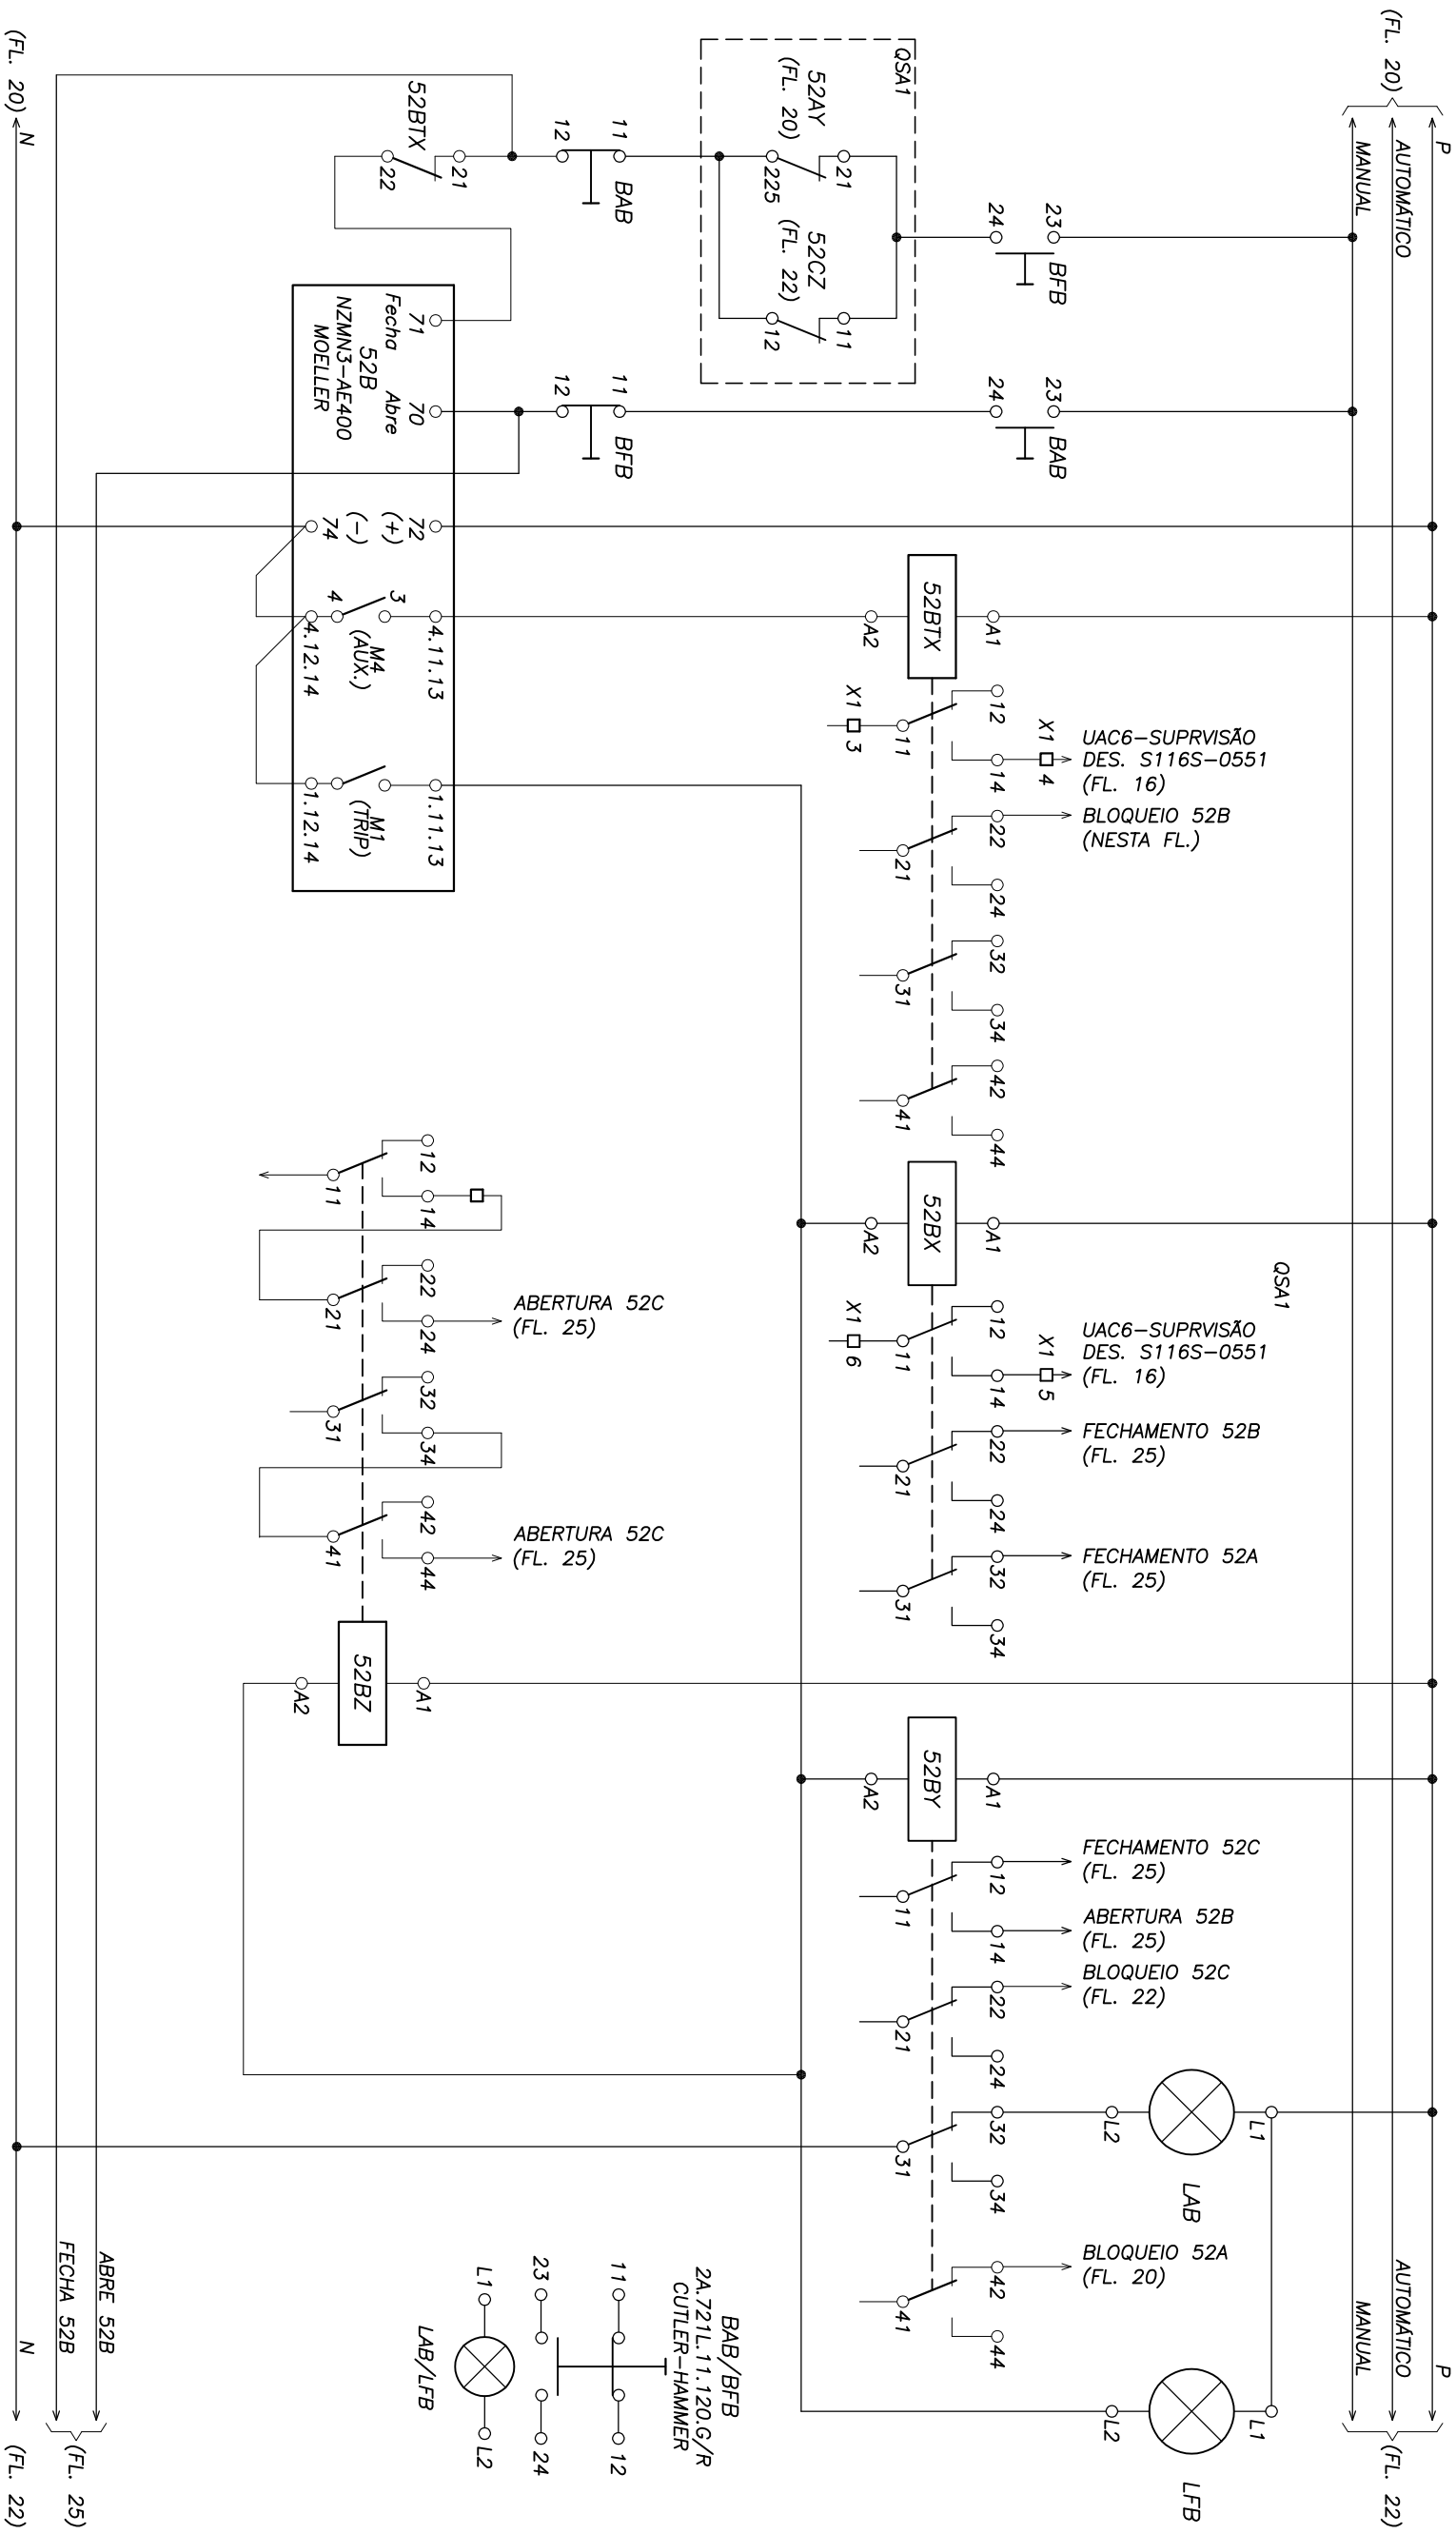 (FL. 20)
P
AUTOMÁTICO
MANUAL
P
AUTOMÁTICO
MANUAL
(FL. 22)
23
24
BFB
23
24
BAB
QSA1
52AY
(FL. 20)
21
225
52CZ
(FL. 22)
11
12
11
12
BAB
11
12
BFB
52BTX
21
22
71
Fecha
70
Abre
52B
NZMN3-AE400
MOELLER
72
(+)
(-)
74
4.11.13
3
4
M4
(AUX.)
4.12.14
1.11.13
M1
(TRIP)
1.12.14
52BTX
A1
A2
12
11
14
X1
3
X1
4
UAC6-SUPRVISÃO
DES. S116S-0551
(FL. 16)
22
21
24
BLOQUEIO 52B
(NESTA FL.)
32
31
34
42
41
44
52BX
A1
A2
QSA1
12
11
14
X1
6
X1
5
UAC6-SUPRVISÃO
DES. S116S-0551
(FL. 16)
22
21
24
FECHAMENTO 52B
(FL. 25)
32
31
34
FECHAMENTO 52A
(FL. 25)
12
11
14
22
21
24
ABERTURA 52C
(FL. 25)
32
31
34
42
41
44
ABERTURA 52C
(FL. 25)
52BZ
A1
A2
52BY
A1
A2
12
11
14
FECHAMENTO 52C
(FL. 25)
ABERTURA 52B
(FL. 25)
22
21
24
BLOQUEIO 52C
(FL. 22)
32
31
34
L1
L2
LAB
42
41
44
BLOQUEIO 52A
(FL. 20)
L1
L2
LFB
BAB/BFB
2A.721L.11.120.G/R
CUTLER-HAMMER
11
12
23
24
L1
L2
LAB/LFB
ABRE 52B
FECHA 52B
(FL. 25)
(FL. 20)
N
N
(FL. 22)